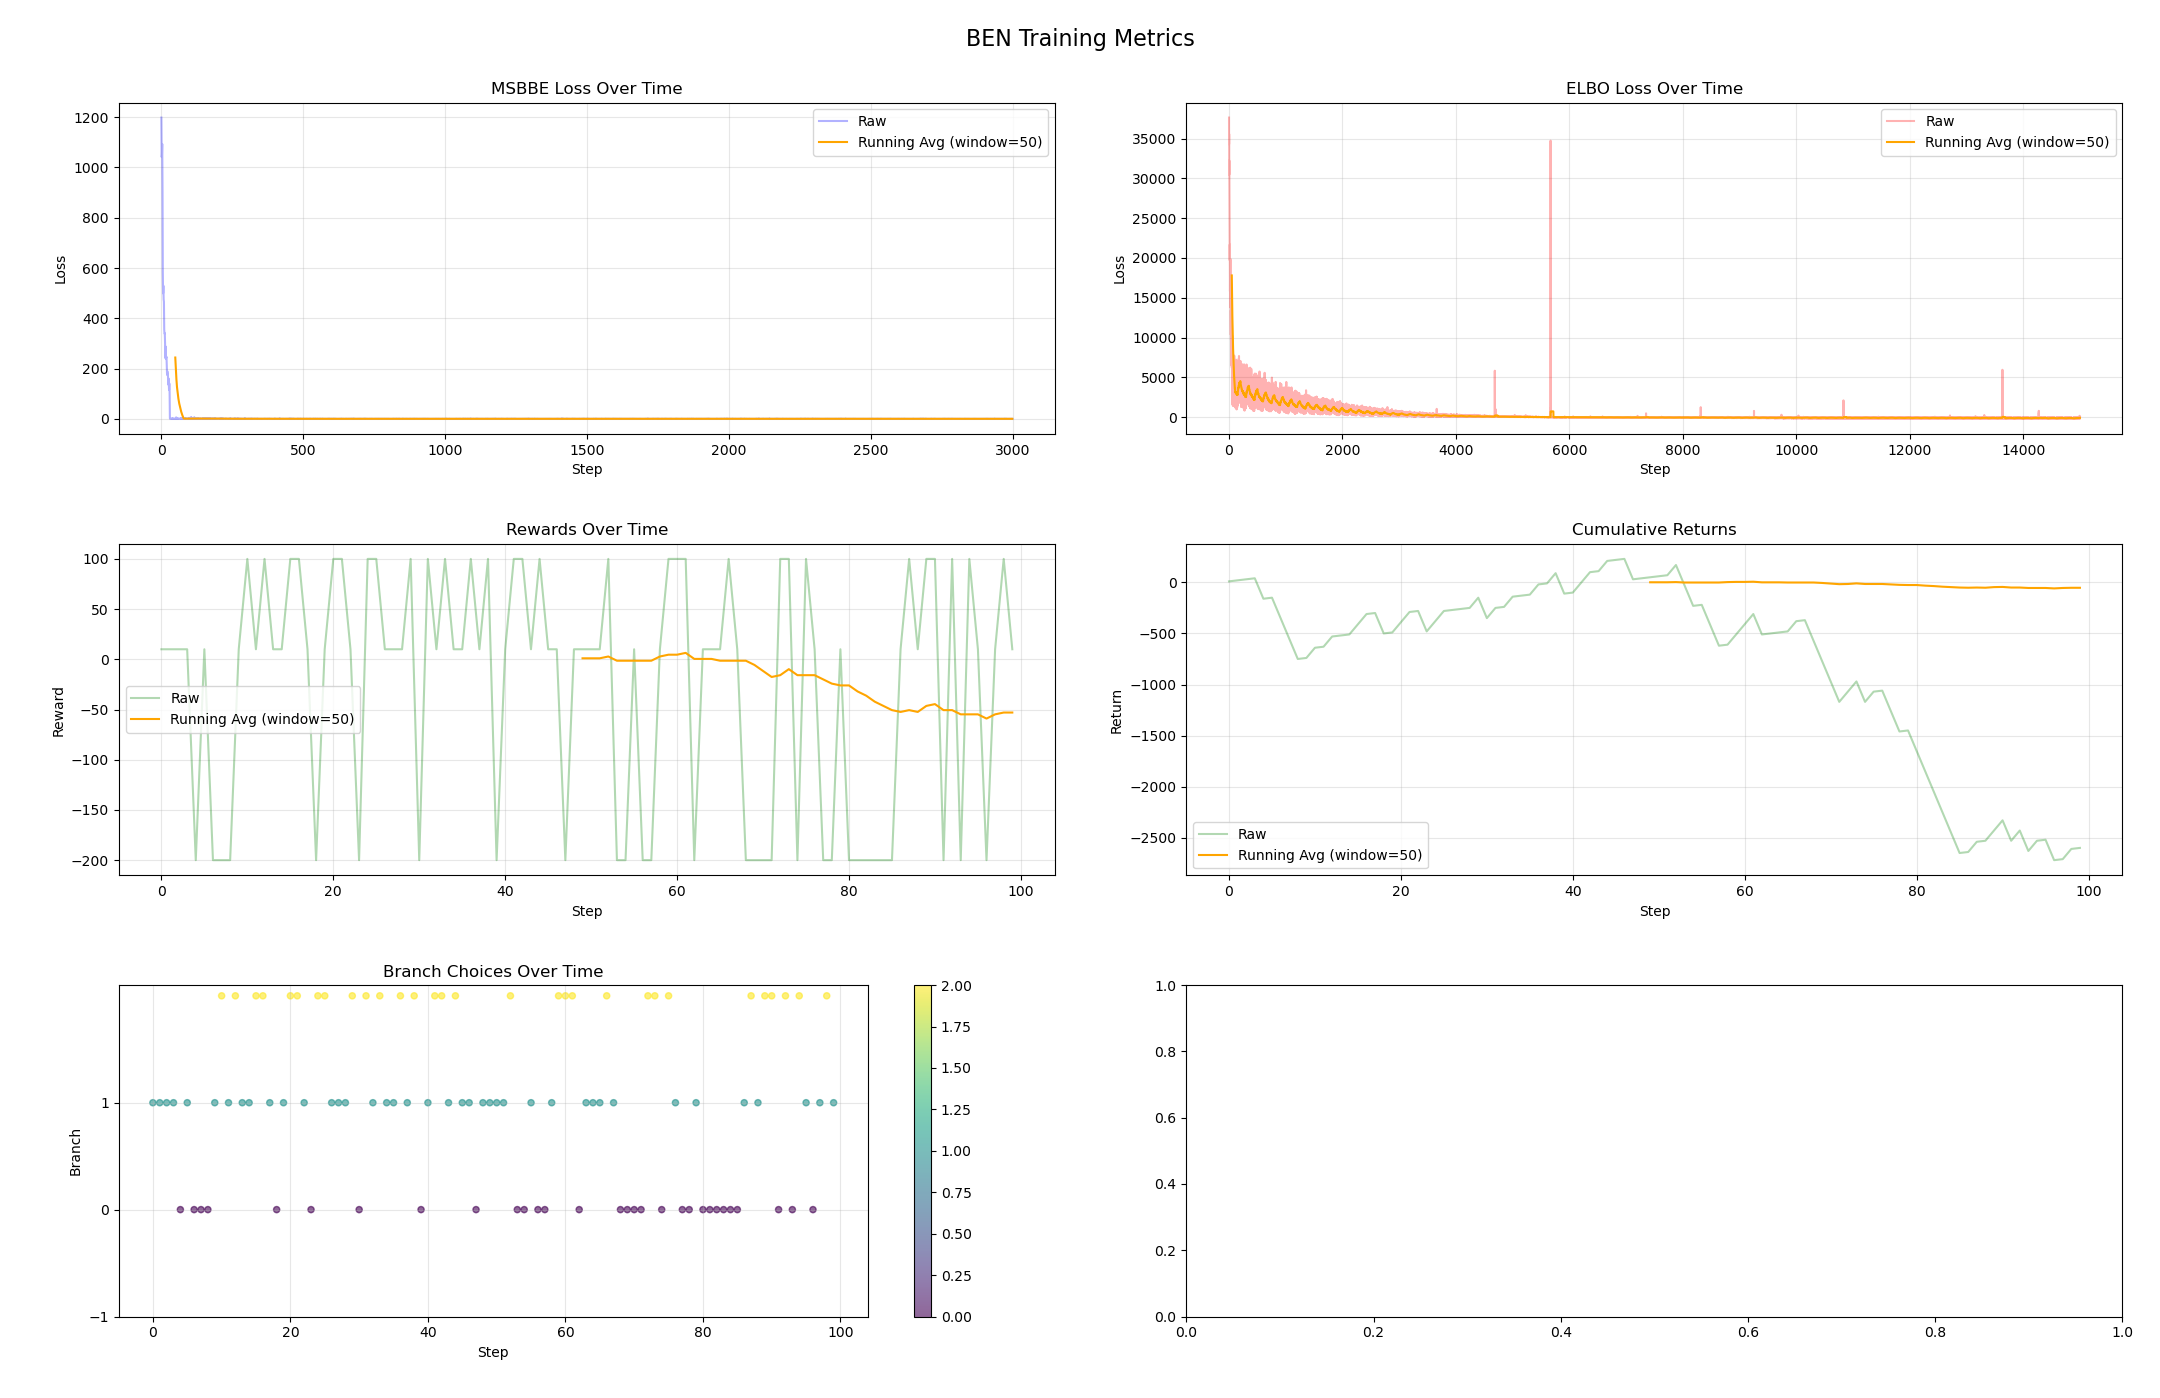 BEN Training Metrics
MSBBE Loss Over Time
1200
1000
800
600
400
200
0
Loss
0 500 1000 1500 2000 2500 3000
Step
Raw
Running Avg (window=50)
ELBO Loss Over Time
35000
30000
25000
20000
15000
10000
5000
0
Loss
0 2000 4000 6000 8000 10000 12000 14000
Step
Raw
Running Avg (window=50)
Rewards Over Time
100
50
0
−50
−100
−150
−200
Reward
0 20 40 60 80 100
Step
Raw
Running Avg (window=50)
Cumulative Returns
0
−500
−1000
−1500
−2000
−2500
Return
0 20 40 60 80 100
Step
Raw
Running Avg (window=50)
Branch Choices Over Time
1
0
−1
Branch
0 20 40 60 80 100
Step
2.00
1.75
1.50
1.25
1.00
0.75
0.50
0.25
0.00
1.0
0.8
0.6
0.4
0.2
0.0
0.0 0.2 0.4 0.6 0.8 1.0